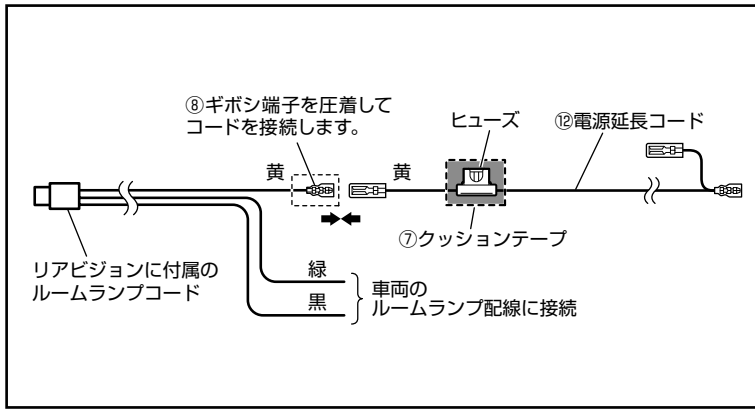 ⑧ギボシ端子を圧着して
コードを接続します。
ヒューズ
⑫電源延長コード
黄
黄
⑦クッションテープ
リアビジョンに付属の
ルームランプコード
緑
黒
車両の
ルームランプ配線に接続